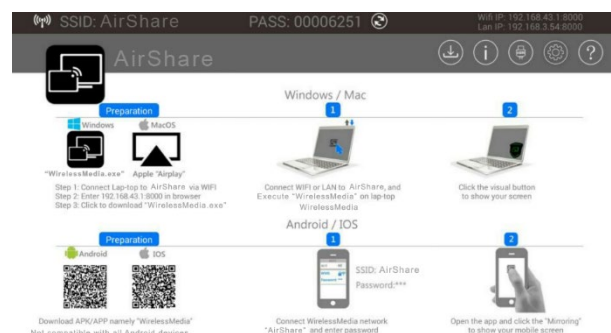 SSID: AirShare PASS: 00006251 Wifi IP: 192.168.43.1:8000
Lan IP: 192.168.3.54:8000
AirShare
Windows / Mac
Preparation 1 2
Windows MacOS
"WirelessMedia.exe" Apple "Airplay"
Step 1: Connect Lap-top to AirShare via WIFI
Step 2: Enter 192.168.43.1:8000 in browser
Step 3: Click to download "WirelessMedia.exe"
Connect WIFI or LAN to AirShare, and
Execute "WirelessMedia" on lap-top
WirelessMedia
Click the visual button
to show your screen
Android / IOS
Preparation 1 2
Android IOS
SSID: AirShare
Password:***
Download APK/APP namely "WirelessMedia"
Not compatible with all Android devices
Connect WirelessMedia network
"AirShare" and enter password
Open the app and click the "Mirroring"
to show your mobile screen